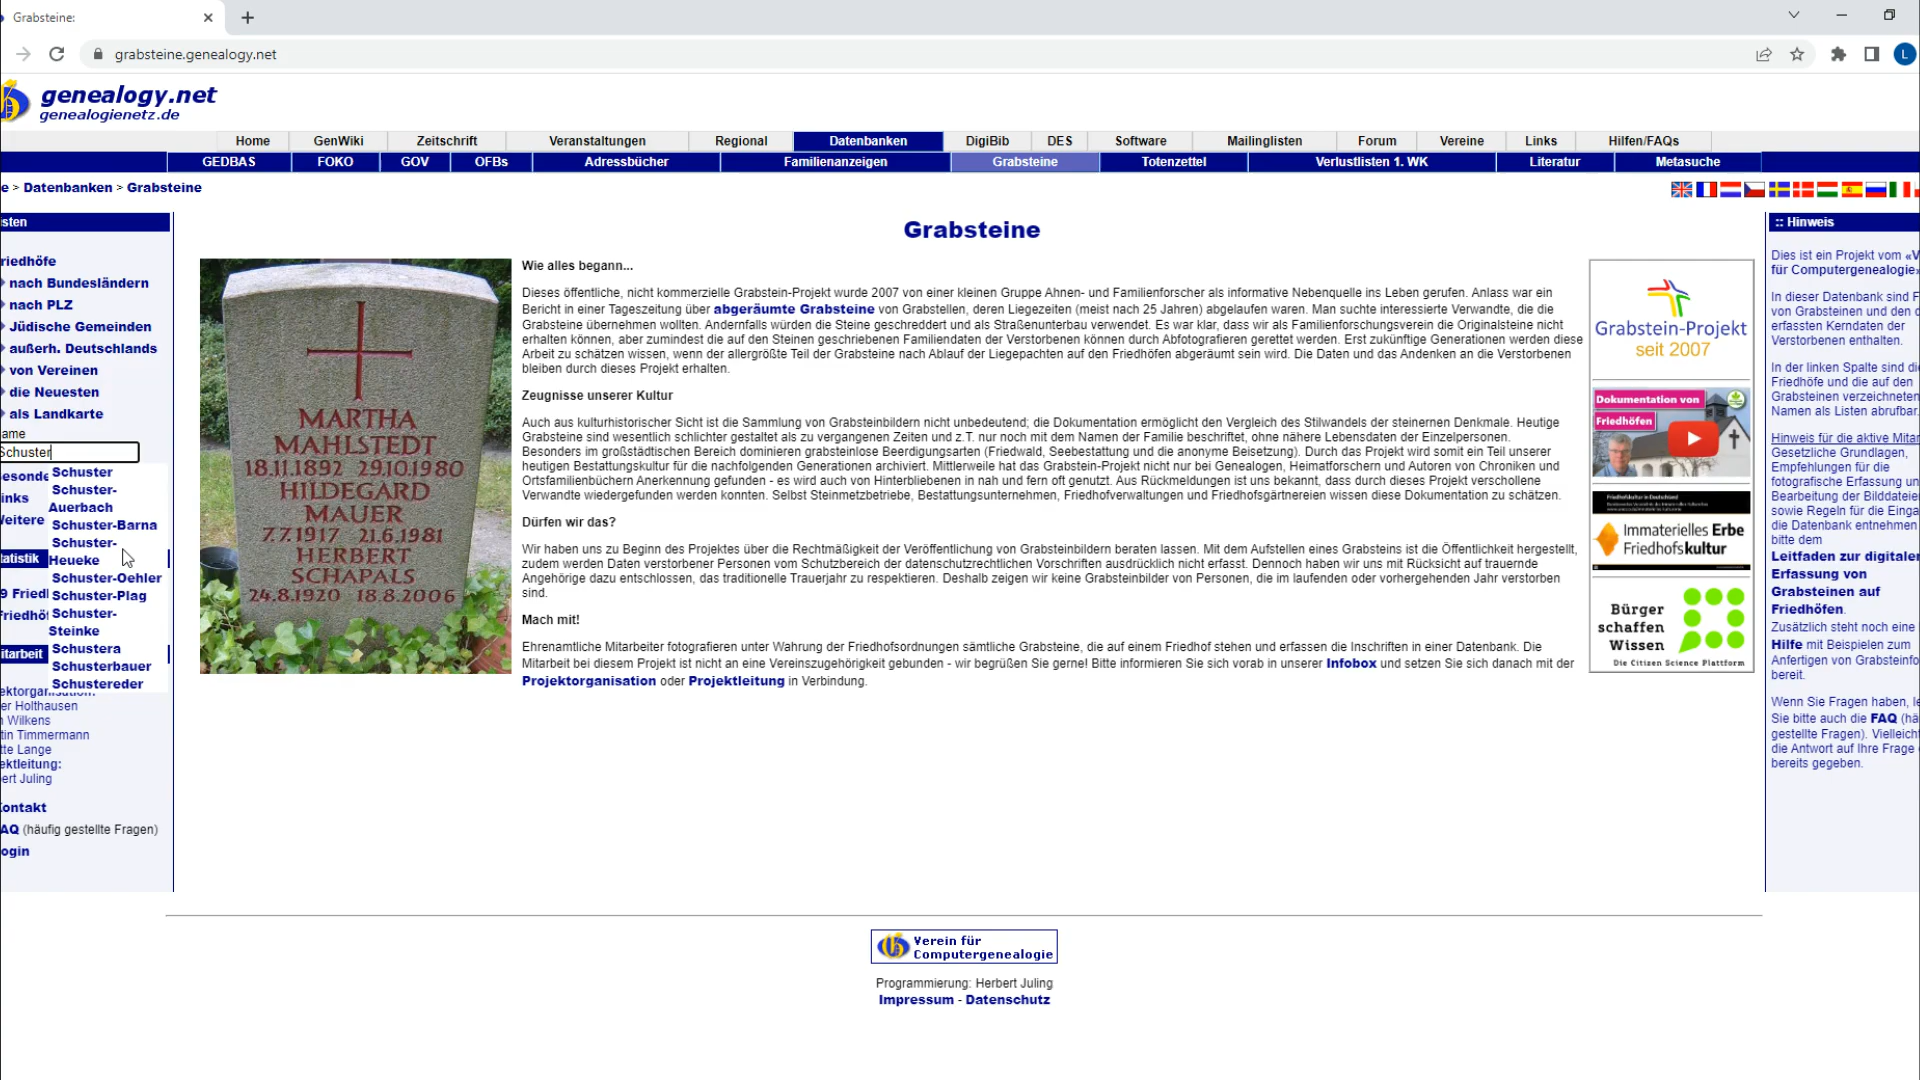 Grabsteine:
grabsteine.genealogy.net
L
genealogy.net
genealogienetz.de
Home GenWiki Zeitschrift Veranstaltungen Regional Datenbanken DigiBib DES Software Mailinglisten Forum Vereine Links Hilfen/FAQs
GEDBAS FOKO GOV OFBs Adressbücher Familienanzeigen Grabsteine Totenzettel Verlustlisten 1. WK Literatur Metasuche
e > Datenbanken > Grabsteine
isten
riedhöfe
nach Bundesländern
nach PLZ
Jüdische Gemeinden
außerh. Deutschlands
von Vereinen
die Neuesten
als Landkarte
ame
Schuster
Schuster
Schuster-
Auerbach
Schuster-Barna
Schuster-
Heueke
Schuster-Oehler
Schuster-Plag
Schuster-
Steinke
Schustera
Schusterbauer
Schustereder
esonde
inks
Weitere
tatistik
9 Friedl
Friedhö
itarbeit
ektorganisation:
er Holthausen
n Wilkens
tin Timmermann
tte Lange
ektleitung:
ert Juling
Kontakt
FAQ (häufig gestellte Fragen)
ogin
Grabsteine
MARTHA
MAHLSTEDT
18.11.1892 29.10.1980
HILDEGARD
MAUER
7.7.1917 21.6.1981
HERBERT
SCHAPALS
24.8.1920 18.8.2006
Wie alles begann...
Dieses öffentliche, nicht kommerzielle Grabstein-Projekt wurde 2007 von einer kleinen Gruppe Ahnen- und Familienforscher als informative Nebenquelle ins Leben gerufen. Anlass war ein
Bericht in einer Tageszeitung über abgeräumte Grabsteine von Grabstellen, deren Liegezeiten (meist nach 25 Jahren) abgelaufen waren. Man suchte interessierte Verwandte, die die
Grabsteine übernehmen wollten. Andernfalls würden die Steine geschreddert und als Straßenunterbau verwendet. Es war klar, dass wir als Familienforschungsverein die Originalsteine nicht
erhalten können, aber zumindest die auf den Steinen geschriebenen Familiendaten der Verstorbenen können durch Abfotografieren gerettet werden. Erst zukünftige Generationen werden diese
Arbeit zu schätzen wissen, wenn der allergrößte Teil der Grabsteine nach Ablauf der Liegepachten auf den Friedhöfen abgeräumt sein wird. Die Daten und das Andenken an die Verstorbenen
bleiben durch dieses Projekt erhalten.
Zeugnisse unserer Kultur
Auch aus kulturhistorischer Sicht ist die Sammlung von Grabsteinbildern nicht unbedeutend; die Dokumentation ermöglicht den Vergleich des Stilwandels der steinernen Denkmale. Heutige
Grabsteine sind wesentlich schlichter gestaltet als zu vergangenen Zeiten und z.T. nur noch mit dem Namen der Familie beschriftet, ohne nähere Lebensdaten der Einzelpersonen.
Besonders im großstädtischen Bereich dominieren grabsteinlose Beerdigungsarten (Friedwald, Seebestattung und die anonyme Beisetzung). Durch das Projekt wird somit ein Teil unserer
heutigen Bestattungskultur für die nachfolgenden Generationen archiviert. Mittlerweile hat das Grabstein-Projekt nicht nur bei Genealogen, Heimatforschern und Autoren von Chroniken und
Ortsfamilienbüchern Anerkennung gefunden - es wird auch von Hinterbliebenen in nah und fern oft genutzt. Aus Rückmeldungen ist uns bekannt, dass durch dieses Projekt verschollene
Verwandte wiedergefunden werden konnten. Selbst Steinmetzbetriebe, Bestattungsunternehmen, Friedhofverwaltungen und Friedhofsgärtnereien wissen diese Dokumentation zu schätzen.
Dürfen wir das?
Wir haben uns zu Beginn des Projektes über die Rechtmäßigkeit der Veröffentlichung von Grabsteinbildern beraten lassen. Mit dem Aufstellen eines Grabsteins ist die Öffentlichkeit hergestellt,
zudem werden Daten verstorbener Personen vom Schutzbereich der datenschutzrechtlichen Vorschriften ausdrücklich nicht erfasst. Dennoch haben wir uns mit Rücksicht auf trauernde
Angehörige dazu entschlossen, das traditionelle Trauerjahr zu respektieren. Deshalb zeigen wir keine Grabsteinbilder von Personen, die im laufenden oder vorhergehenden Jahr verstorben
sind.
Mach mit!
Ehrenamtliche Mitarbeiter fotografieren unter Wahrung der Friedhofsordnungen sämtliche Grabsteine, die auf einem Friedhof stehen und erfassen die Inschriften in einer Datenbank. Die
Mitarbeit bei diesem Projekt ist nicht an eine Vereinszugehörigkeit gebunden - wir begrüßen Sie gerne! Bitte informieren Sie sich vorab in unserer Infobox und setzen Sie sich danach mit der
Projektorganisation oder Projektleitung in Verbindung.
Grabstein-Projekt
seit 2007
Dokumentation von
Friedhöfen
Friedhofskultur in Deutschland
Immaterielles Erbe
Friedhofskultur
Bürger
schaffen
Wissen
Die Citizen Science Plattform
:: Hinweis
Dies ist ein Projekt vom «V
für Computergenealogie»
In dieser Datenbank sind F
von Grabsteinen und den d
erfassten Kerndaten der
Verstorbenen enthalten.
In der linken Spalte sind die
Friedhöfe und die auf den
Grabsteinen verzeichneten
Namen als Listen abrufbar.
Hinweis für die aktive Mitar
Gesetzliche Grundlagen,
Empfehlungen für die
fotografische Erfassung un
Bearbeitung der Bilddateien
sowie Regeln für die Einga
die Datenbank entnehmen
bitte dem
Leitfaden zur digitalen
Erfassung von
Grabsteinen auf
Friedhöfen.
Zusätzlich steht noch eine
Hilfe mit Beispielen zum
Anfertigen von Grabsteinfo
bereit.
Wenn Sie Fragen haben, le
Sie bitte auch die FAQ (hä
gestellte Fragen). Vielleicht
die Antwort auf Ihre Frage
bereits gegeben.
Verein für
Computergenealogie
Programmierung: Herbert Juling
Impressum - Datenschutz